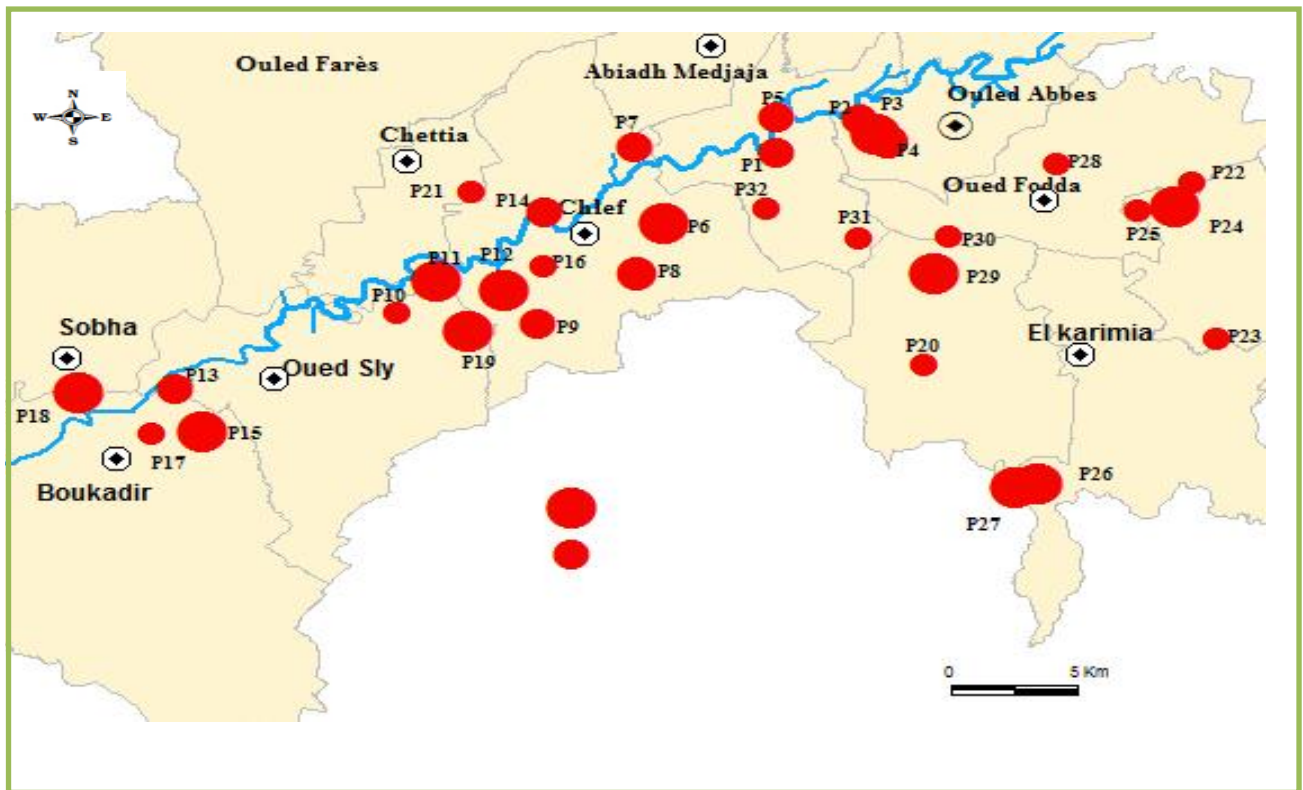 Ouled Farès
Abiadh Medjaja
N
W E
S
Chettia
P7
P5
P2
P3
Ouled Abbes
P1
P4
P28
P22
P21
P14
Chlef
P6
P32
Oued Fodda
P25
P24
P31
P30
P11
P12
P16
P8
P29
P10
P9
P19
Sobha
P13
Oued Sly
P20
El karimia
P23
P18
P17
P15
Boukadir
P26
P27
0 5 Km